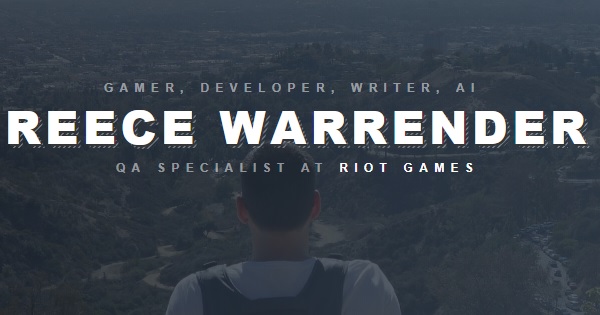 GAMER, DEVELOPER, WRITER, AI
REECE WARRENDER
QA SPECIALIST AT RIOT GAMES